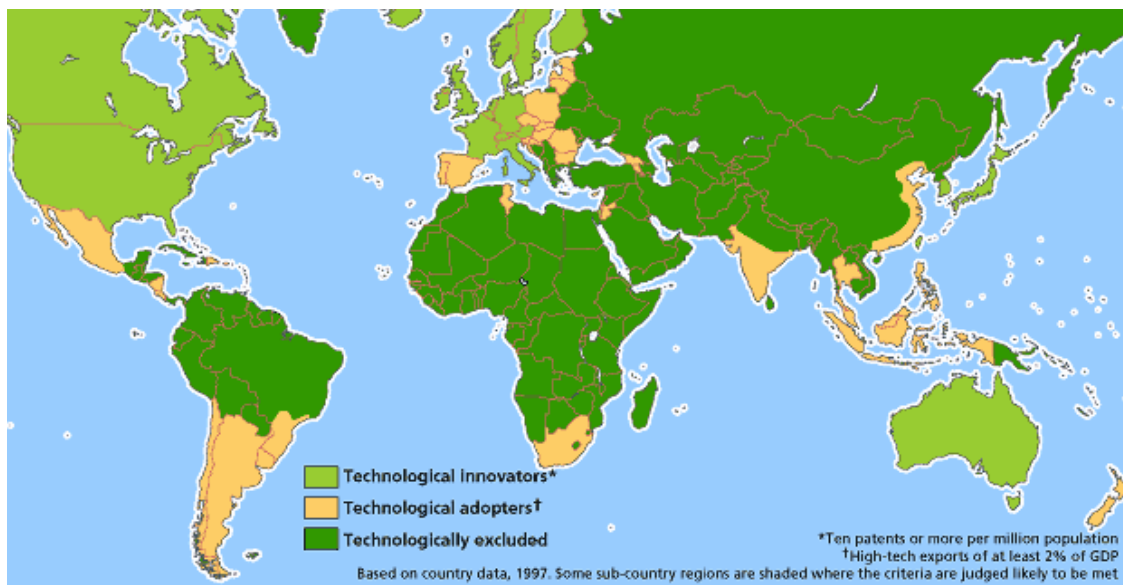 Technological innovators*
Technological adopters†
Technologically excluded
*Ten patents or more per million population
†High-tech exports of at least 2% of GDP
Based on country data, 1997. Some sub-country regions are shaded where the criteria are judged likely to be met